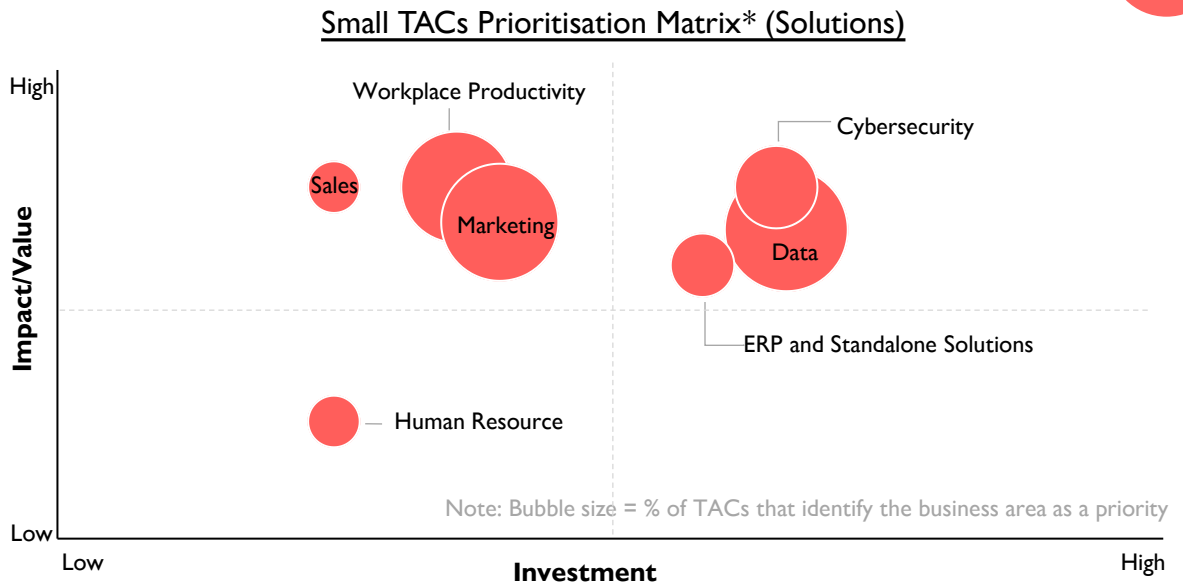 Small TACs Prioritisation Matrix* (Solutions)
High
Workplace Productivity
Cybersecurity
Sales
Marketing
Data
Impact/Value
ERP and Standalone Solutions
Human Resource
Note: Bubble size = % of TACs that identify the business area as a priority
Low
Low
High
Investment